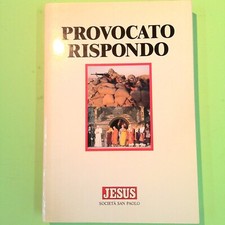 PROVOCATO
RISPONDO
JESUS
SOCIETÀ SAN PAOLO